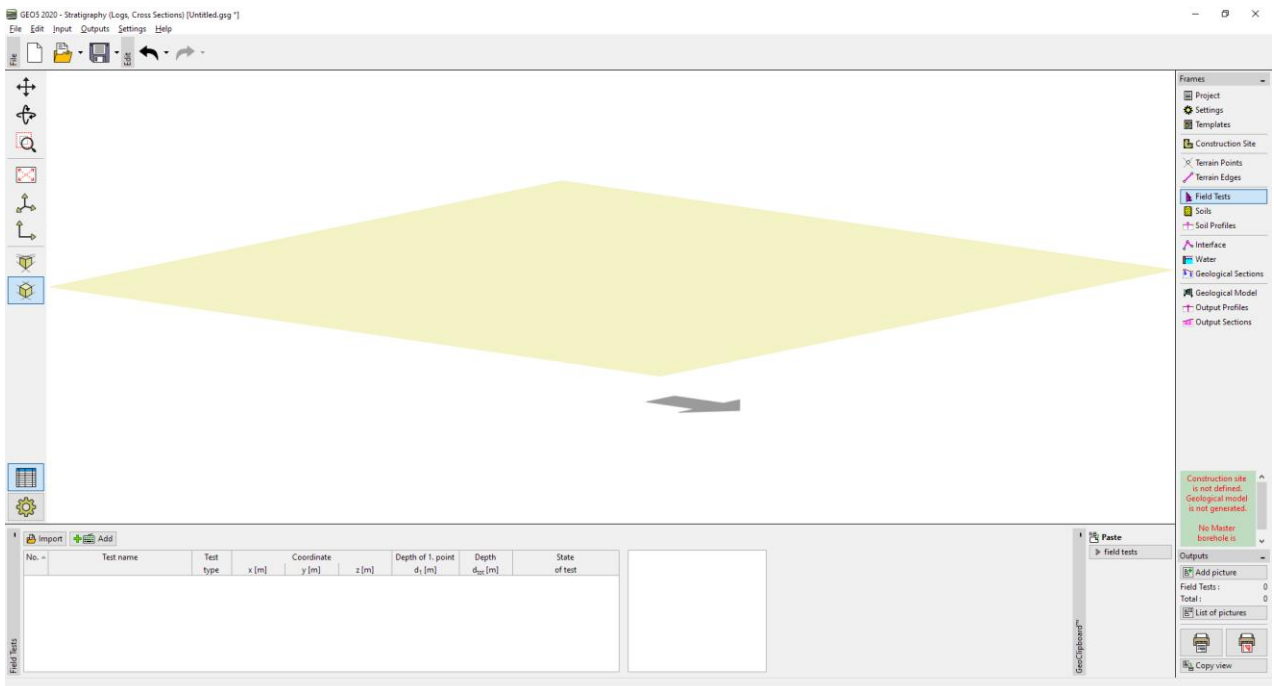 GEO5 2020 - Stratigraphy (Logs, Cross Sections) [Untitled.gsg *]
File Edit Input Outputs Settings Help
File
Edit
Frames
Project
Settings
Templates
Construction Site
Terrain Points
Terrain Edges
Field Tests
Soils
Soil Profiles
Interface
Water
Geological Sections
Geological Model
Output Profiles
Output Sections
Construction site
is not defined.
Geological model
is not generated.
No Master
borehole is
Outputs
Add picture
Field Tests : 0
Total : 0
List of pictures
Copy view
Field Tests
Import Add
No. Test name Test Coordinate Depth of 1. point Depth State
type x [m] y [m] z [m] d1 [m] dtot [m] of test
GeoClipboard™
Paste
field tests